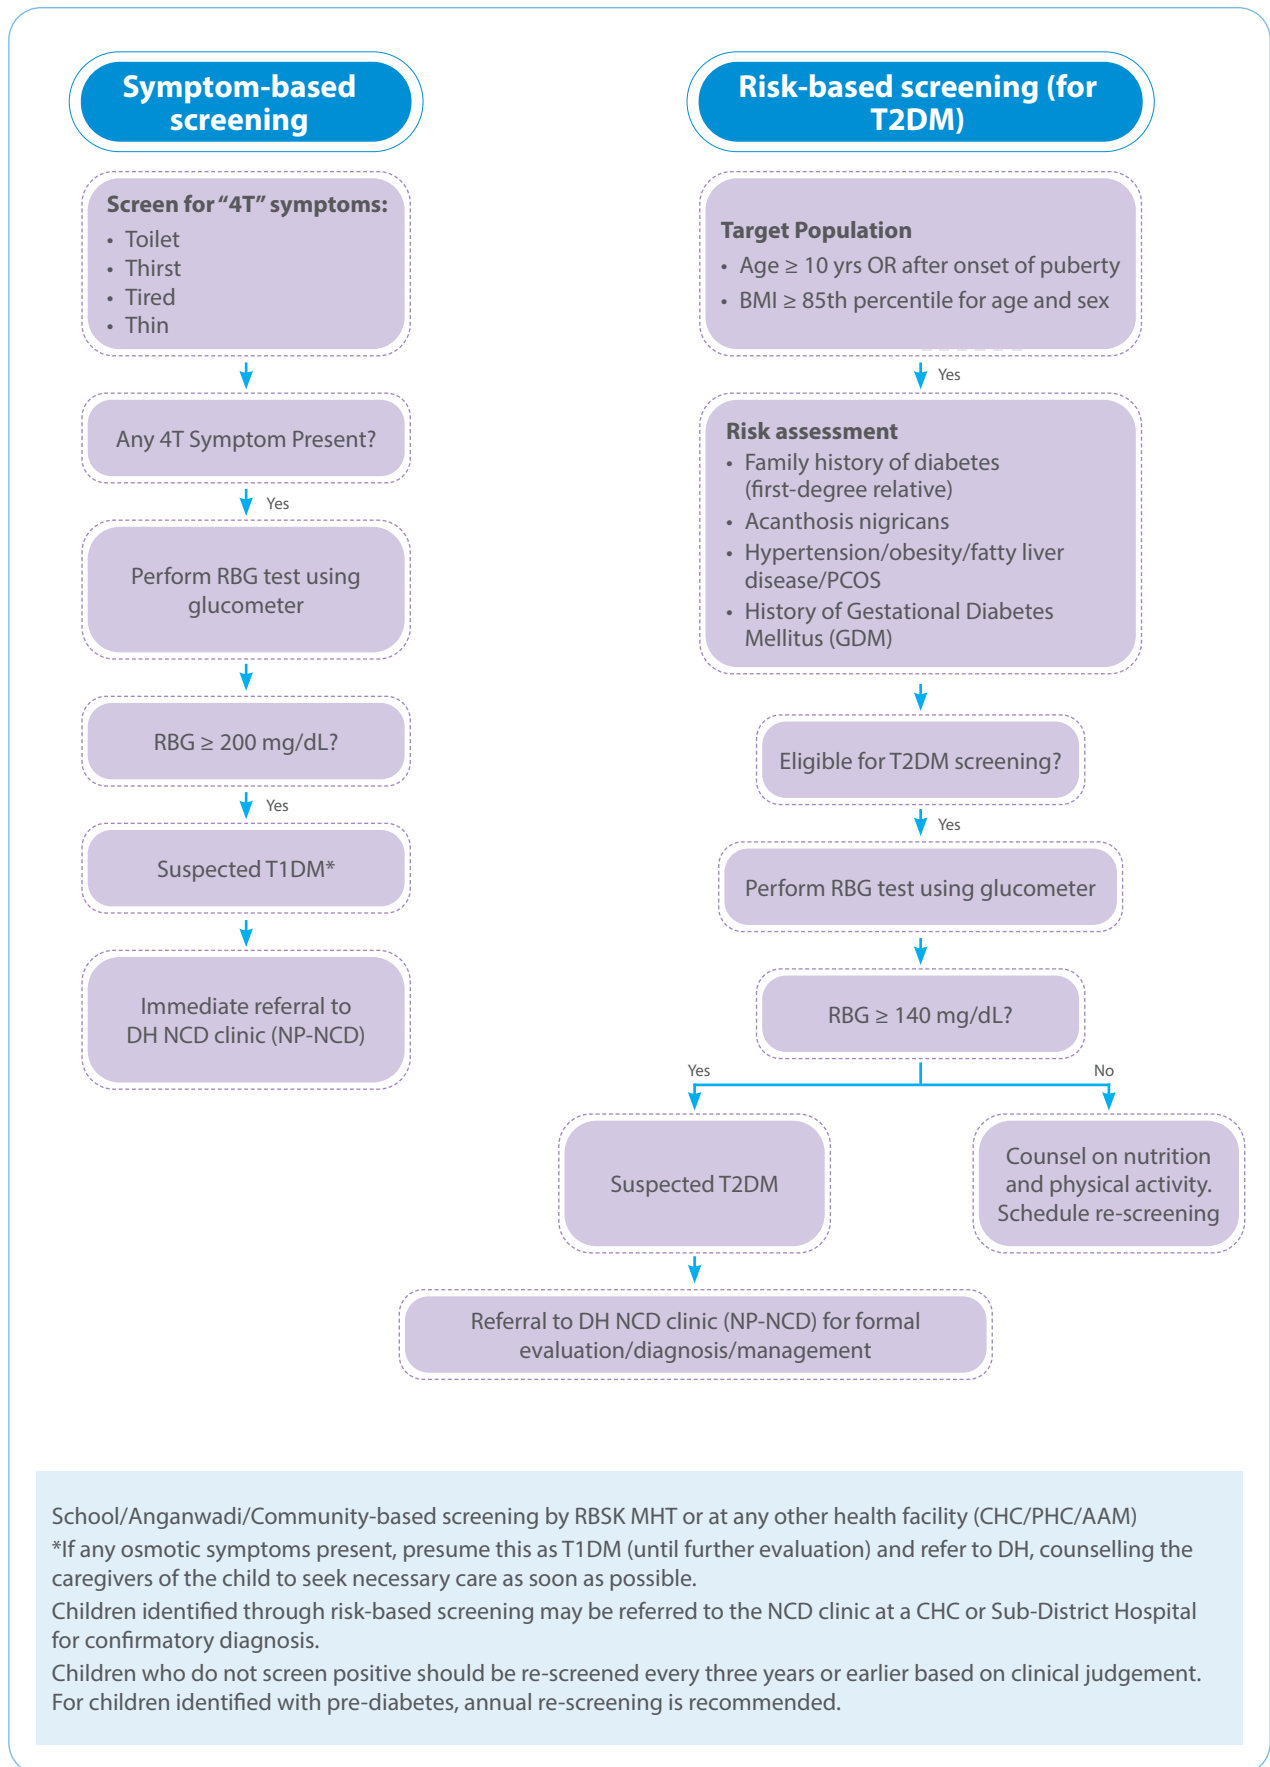 Symptom-based
screening
Screen for “4T” symptoms:
• Toilet
• Thirst
• Tired
• Thin
Any 4T Symptom Present?
Yes
Perform RBG test using
glucometer
RBG ≥ 200 mg/dL?
Yes
Suspected T1DM*
Immediate referral to
DH NCD clinic (NP-NCD)
Risk-based screening (for
T2DM)
Target Population
• Age ≥ 10 yrs OR after onset of puberty
• BMI ≥ 85th percentile for age and sex
Yes
Risk assessment
• Family history of diabetes
(first-degree relative)
• Acanthosis nigricans
• Hypertension/obesity/fatty liver
disease/PCOS
• History of Gestational Diabetes
Mellitus (GDM)
Eligible for T2DM screening?
Yes
Perform RBG test using glucometer
RBG ≥ 140 mg/dL?
Yes
No
Suspected T2DM
Counsel on nutrition
and physical activity.
Schedule re-screening
Referral to DH NCD clinic (NP-NCD) for formal
evaluation/diagnosis/management
School/Anganwadi/Community-based screening by RBSK MHT or at any other health facility (CHC/PHC/AAM)
*If any osmotic symptoms present, presume this as T1DM (until further evaluation) and refer to DH, counselling the
caregivers of the child to seek necessary care as soon as possible.
Children identified through risk-based screening may be referred to the NCD clinic at a CHC or Sub-District Hospital
for confirmatory diagnosis.
Children who do not screen positive should be re-screened every three years or earlier based on clinical judgement.
For children identified with pre-diabetes, annual re-screening is recommended.